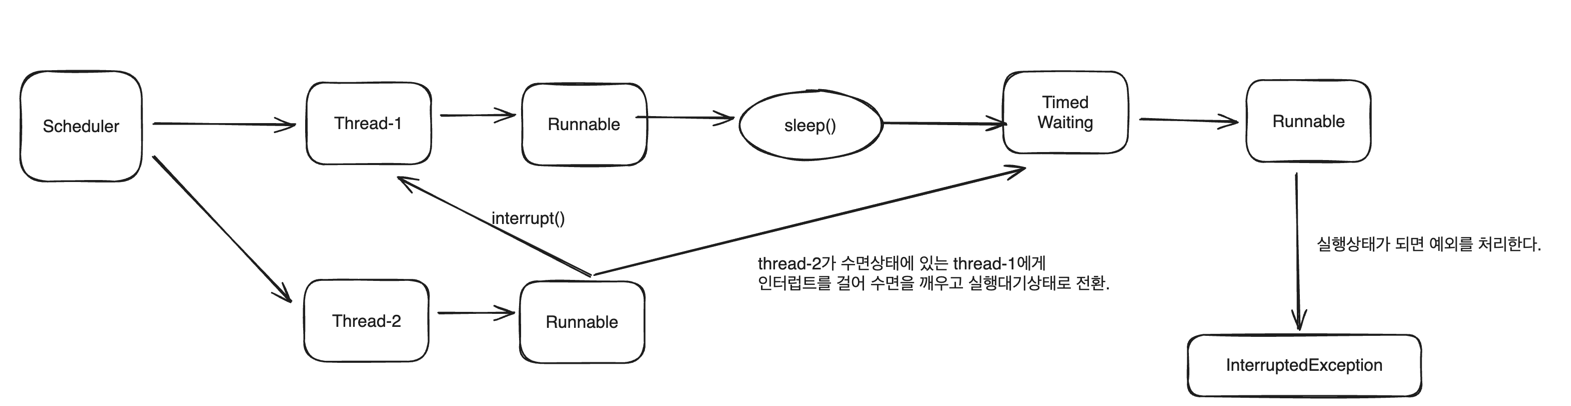 Scheduler
Thread-1
Runnable
sleep()
Timed
Waiting
Runnable
interrupt()
thread-2가 수면상태에 있는 thread-1에게
인터럽트를 걸어 수면을 깨우고 실행대기상태로 전환.
실행상태가 되면 예외를 처리한다.
Thread-2
Runnable
InterruptedException